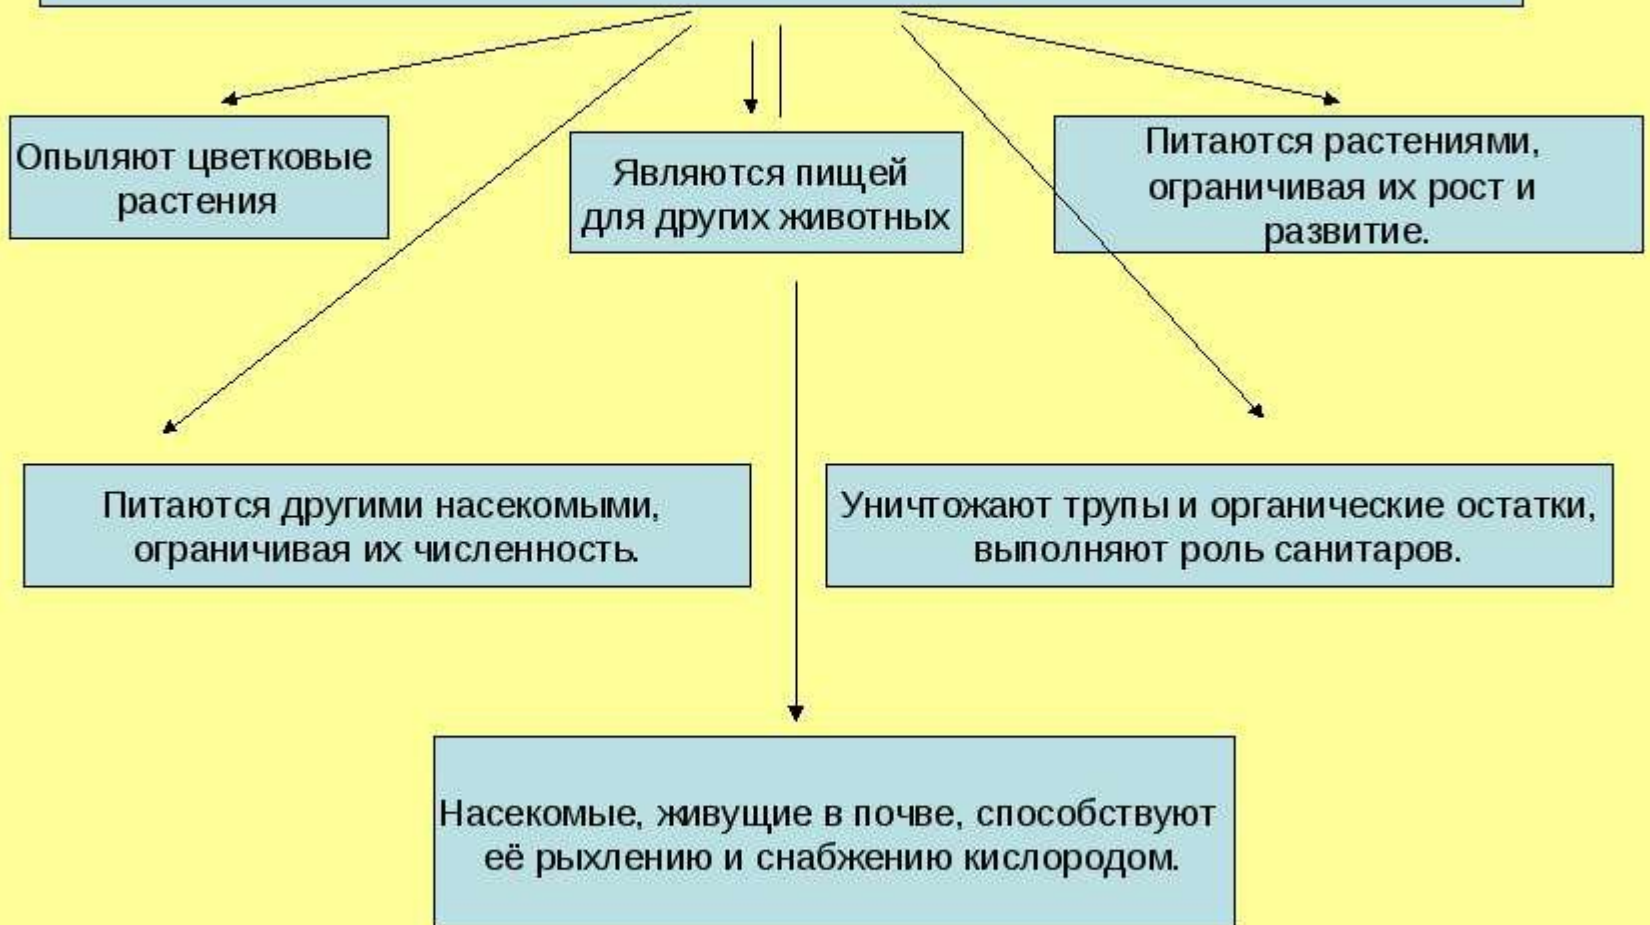 Опыляют цветковые
растения
Являются пищей
для других животных
Питаются растениями,
ограничивая их рост и
развитие.
Питаются другими насекомыми,
ограничивая их численность.
Уничтожают трупы и органические остатки,
выполняют роль санитаров.
Насекомые, живущие в почве, способствуют
её рыхлению и снабжению кислородом.